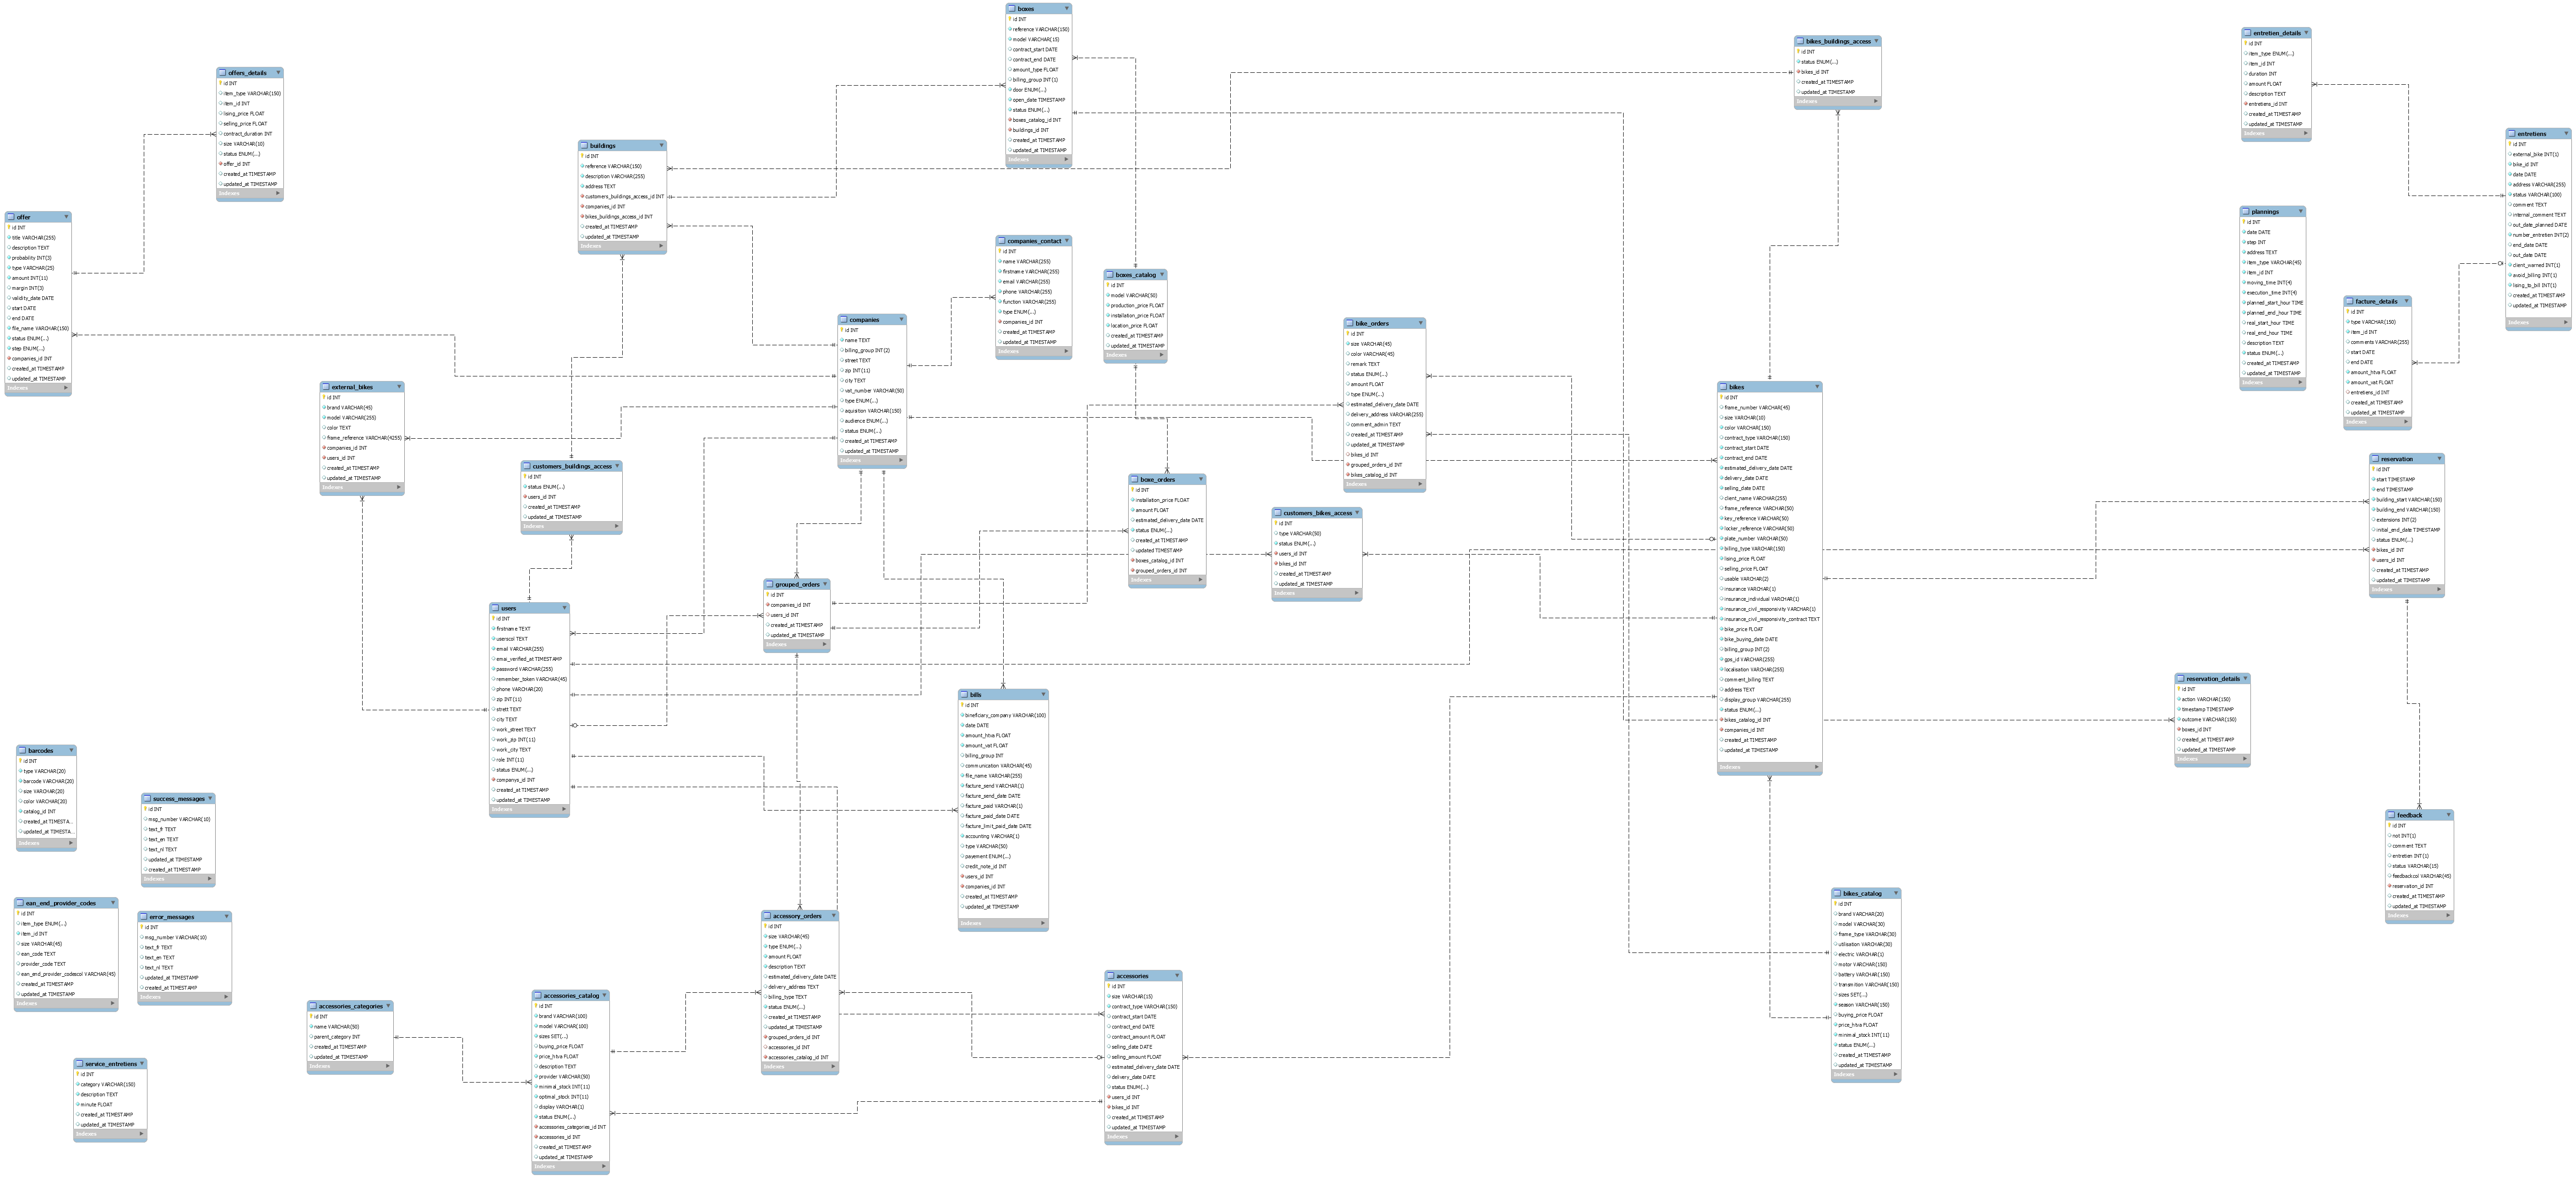 boxes
id INT
reference VARCHAR(150)
model VARCHAR(15)
contract_start DATE
contract_end DATE
amount_type FLOAT
billing_group INT(1)
door ENUM(...)
open_date TIMESTAMP
status ENUM(...)
boxes_catalog_id INT
buildings_id INT
created_at TIMESTAMP
updated_at TIMESTAMP
Indexes
bikes_buildings_access
id INT
status ENUM(...)
bikes_id INT
created_at TIMESTAMP
updated_at TIMESTAMP
Indexes
entretien_details
id INT
item_type ENUM(...)
item_id INT
duration INT
amount FLOAT
description TEXT
entretiens_id INT
created_at TIMESTAMP
updated_at TIMESTAMP
Indexes
offers_details
id INT
item_type VARCHAR(150)
item_id INT
lising_price FLOAT
selling_price FLOAT
contract_duration INT
size VARCHAR(10)
status ENUM(...)
offer_id INT
created_at TIMESTAMP
updated_at TIMESTAMP
Indexes
entretiens
id INT
external_bike INT(1)
bike_id INT
date DATE
address VARCHAR(255)
status VARCHAR(100)
comment TEXT
internal_comment TEXT
out_date_planned DATE
number_entretien INT(2)
end_date DATE
out_date DATE
client_warned INT(1)
avoid_billing INT(1)
lising_to_bill INT(1)
created_at TIMESTAMP
updated_at TIMESTAMP
Indexes
buildings
id INT
reference VARCHAR(150)
description VARCHAR(255)
address TEXT
customers_buildings_access_id INT
companies_id INT
bikes_buildings_access_id INT
created_at TIMESTAMP
updated_at TIMESTAMP
Indexes
offer
id INT
title VARCHAR(255)
description TEXT
probablity INT(3)
type VARCHAR(25)
amount INT(11)
margin INT(3)
validity_date DATE
start DATE
end DATE
file_name VARCHAR(150)
status ENUM(...)
step ENUM(...)
companies_id INT
created_at TIMESTAMP
updated_at TIMESTAMP
Indexes
plannings
id INT
date DATE
step INT
address TEXT
item_type VARCHAR(45)
item_id INT
moving_time INT(4)
execution_time INT(4)
planned_start_hour TIME
planned_end_hour TIME
real_start_hour TIME
real_end_hour TIME
description TEXT
status ENUM(...)
created_at TIMESTAMP
updated_at TIMESTAMP
Indexes
companies_contact
id INT
name VARCHAR(255)
firstname VARCHAR(255)
email VARCHAR(255)
phone VARCHAR(255)
function VARCHAR(255)
type ENUM(...)
companies_id INT
created_at TIMESTAMP
updated_at TIMESTAMP
Indexes
boxes_catalog
id INT
model VARCHAR(50)
production_price FLOAT
installation_price FLOAT
location_price FLOAT
created_at TIMESTAMP
updated_at TIMESTAMP
Indexes
facture_details
id INT
type VARCHAR(150)
item_id INT
comments VARCHAR(255)
start DATE
end DATE
amount_htva FLOAT
amount_vat FLOAT
entretiens_id INT
created_at TIMESTAMP
updated_at TIMESTAMP
Indexes
companies
id INT
name TEXT
billing_group INT(2)
street TEXT
zip INT(11)
city TEXT
vat_number VARCHAR(50)
type ENUM(...)
aquisition VARCHAR(150)
audience ENUM(...)
status ENUM(...)
created_at TIMESTAMP
updated_at TIMESTAMP
Indexes
bike_orders
id INT
size VARCHAR(45)
color VARCHAR(45)
remark TEXT
status ENUM(...)
amount FLOAT
type ENUM(...)
estimated_delivery_date DATE
delivery_address VARCHAR(255)
comment_admin TEXT
created_at TIMESTAMP
updated_at TIMESTAMP
bikes_id INT
grouped_orders_id INT
bikes_catalog_id INT
Indexes
external_bikes
id INT
brand VARCHAR(45)
model VARCHAR(255)
color TEXT
frame_reference VARCHAR(4255)
companies_id INT
users_id INT
created_at TIMESTAMP
updated_at TIMESTAMP
Indexes
bikes
id INT
frame_number VARCHAR(45)
size VARCHAR(10)
color VARCHAR(150)
contract_type VARCHAR(150)
contract_start DATE
contract_end DATE
estimated_delivery_date DATE
delivery_date DATE
selling_date DATE
client_name VARCHAR(255)
frame_reference VARCHAR(50)
key_reference VARCHAR(50)
locker_reference VARCHAR(50)
plate_number VARCHAR(50)
billing_type VARCHAR(150)
lising_price FLOAT
selling_price FLOAT
usable VARCHAR(2)
insurance VARCHAR(1)
insurance_individual VARCHAR(1)
insurance_civil_responsivity VARCHAR(1)
insurance_civil_responsivity_contract TEXT
bike_price FLOAT
bike_buying_date DATE
billing_group INT(2)
gps_id VARCHAR(255)
localisation VARCHAR(255)
comment_billing TEXT
address TEXT
display_group VARCHAR(255)
status ENUM(...)
bikes_catalog_id INT
companies_id INT
created_at TIMESTAMP
updated_at TIMESTAMP
Indexes
customers_buildings_access
id INT
status ENUM(...)
users_id INT
created_at TIMESTAMP
updated_at TIMESTAMP
Indexes
reservation
id INT
start TIMESTAMP
end TIMESTAMP
building_start VARCHAR(150)
building_end VARCHAR(150)
extensions INT(2)
initial_end_date TIMESTAMP
status ENUM(...)
bikes_id INT
users_id INT
created_at TIMESTAMP
updated_at TIMESTAMP
Indexes
boxe_orders
id INT
installation_price FLOAT
amount FLOAT
estimated_delivery_date DATE
status ENUM(...)
created_at TIMESTAMP
updated TIMESTAMP
boxes_catalog_id INT
grouped_orders_id INT
Indexes
customers_bikes_access
id INT
type VARCHAR(50)
status ENUM(...)
users_id INT
bikes_id INT
created_at TIMESTAMP
updated_at TIMESTAMP
Indexes
grouped_orders
id INT
companies_id INT
users_id INT
created_at TIMESTAMP
updated_at TIMESTAMP
Indexes
users
id INT
firstname TEXT
userscol TEXT
email VARCHAR(255)
emai_verified_at TIMESTAMP
password VARCHAR(255)
remember_token VARCHAR(45)
phone VARCHAR(20)
zip INT(11)
strett TEXT
city TEXT
work_street TEXT
work_zip INT(11)
work_city TEXT
role INT(11)
status ENUM(...)
companys_id INT
created_at TIMESTAMP
updated_at TIMESTAMP
Indexes
reservation_details
id INT
action VARCHAR(150)
timestamp TIMESTAMP
outcome VARCHAR(150)
boxes_id INT
created_at TIMESTAMP
updated_at TIMESTAMP
Indexes
bills
id INT
bineficiary_company VARCHAR(100)
date DATE
amount_htva FLOAT
amount_vat FLOAT
billing_group INT
communication VARCHAR(45)
file_name VARCHAR(255)
facture_send VARCHAR(1)
facture_send_date DATE
facture_paid VARCHAR(1)
facture_paid_date DATE
facture_limit_paid_date DATE
accounting VARCHAR(1)
type VARCHAR(50)
payement ENUM(...)
credit_note_id INT
users_id INT
companies_id INT
created_at TIMESTAMP
updated_at TIMESTAMP
Indexes
barcodes
id INT
type VARCHAR(20)
barcode VARCHAR(20)
size VARCHAR(20)
color VARCHAR(20)
catalog_id INT
created_at TIMESTA...
updated_at TIMESTA...
Indexes
success_messages
id INT
msg_number VARCHAR(10)
text_fr TEXT
text_en TEXT
text_nl TEXT
updated_at TIMESTAMP
created_at TIMESTAMP
Indexes
feedback
id INT
not INT(1)
comment TEXT
entretien INT(1)
status VARCHAR(15)
feedbackcol VARCHAR(45)
reservation_id INT
created_at TIMESTAMP
updated_at TIMESTAMP
Indexes
bikes_catalog
id INT
brand VARCHAR(20)
model VARCHAR(30)
frame_type VARCHAR(30)
utilisation VARCHAR(30)
electric VARCHAR(1)
motor VARCHAR(150)
battery VARCHAR(150)
transmition VARCHAR(150)
sizes SET(...)
season VARCHAR(150)
buying_price FLOAT
price_htva FLOAT
minimal_stock INT(11)
status ENUM(...)
created_at TIMESTAMP
updated_at TIMESTAMP
Indexes
ean_end_provider_codes
id INT
item_type ENUM(...)
item_id INT
size VARCHAR(45)
ean_code TEXT
provider_code TEXT
ean_end_provider_codescol VARCHAR(45)
created_at TIMESTAMP
updated_at TIMESTAMP
Indexes
error_messages
id INT
msg_number VARCHAR(10)
text_fr TEXT
text_en TEXT
text_nl TEXT
updated_at TIMESTAMP
created_at TIMESTAMP
Indexes
accessory_orders
id INT
size VARCHAR(45)
type ENUM(...)
amount FLOAT
description TEXT
estimated_delivery_date DATE
delivery_address TEXT
billing_type TEXT
status ENUM(...)
created_at TIMESTAMP
updated_at TIMESTAMP
grouped_orders_id INT
accessories_id INT
accessories_catalog_id INT
Indexes
accessories
id INT
size VARCHAR(15)
contract_type VARCHAR(150)
contract_start DATE
contract_end DATE
contract_amount FLOAT
selling_date DATE
selling_amount FLOAT
estimated_delivery_date DATE
delivery_date DATE
status ENUM(...)
users_id INT
bikes_id INT
created_at TIMESTAMP
updated_at TIMESTAMP
Indexes
accessories_catalog
id INT
brand VARCHAR(100)
model VARCHAR(100)
sizes SET(...)
buying_price FLOAT
price_htva FLOAT
description TEXT
provider VARCHAR(50)
minimal_stock INT(11)
optimal_stock INT(11)
display VARCHAR(1)
status ENUM(...)
accessories_categories_id INT
accessories_id INT
created_at TIMESTAMP
updated_at TIMESTAMP
Indexes
accessories_categories
id INT
name VARCHAR(50)
parent_category INT
created_at TIMESTAMP
updated_at TIMESTAMP
Indexes
service_entretiens
id INT
category VARCHAR(150)
description TEXT
minute FLOAT
created_at TIMESTAMP
updated_at TIMESTAMP
Indexes